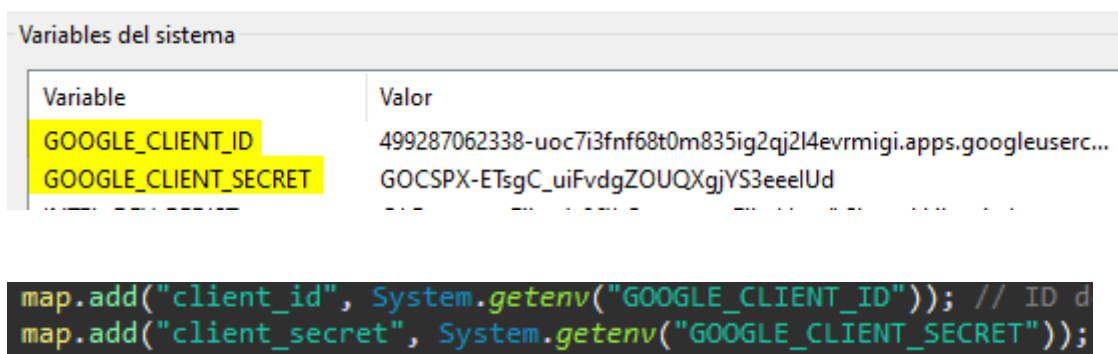 Variables del sistema
Variable Valor
GOOGLE_CLIENT_ID 499287062338-uoc7i3fnf68t0m835ig2qj2l4evrmigi.apps.googleuserc...
GOOGLE_CLIENT_SECRET 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
map.add("client_id", System.getenv("GOOGLE_CLIENT_ID")); // ID d
map.add("client_secret", System.getenv("GOOGLE_CLIENT_SECRET"));